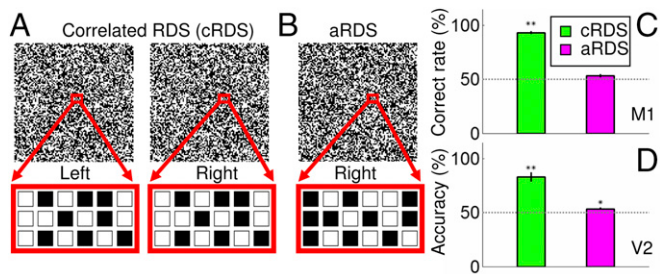 A
Correlated RDS (cRDS)
Left
Right
B
aRDS
Right
C
Correct rate (%)
100
50
0
**
cRDS
aRDS
M1
D
Accuracy (%)
100
50
0
**
*
V2